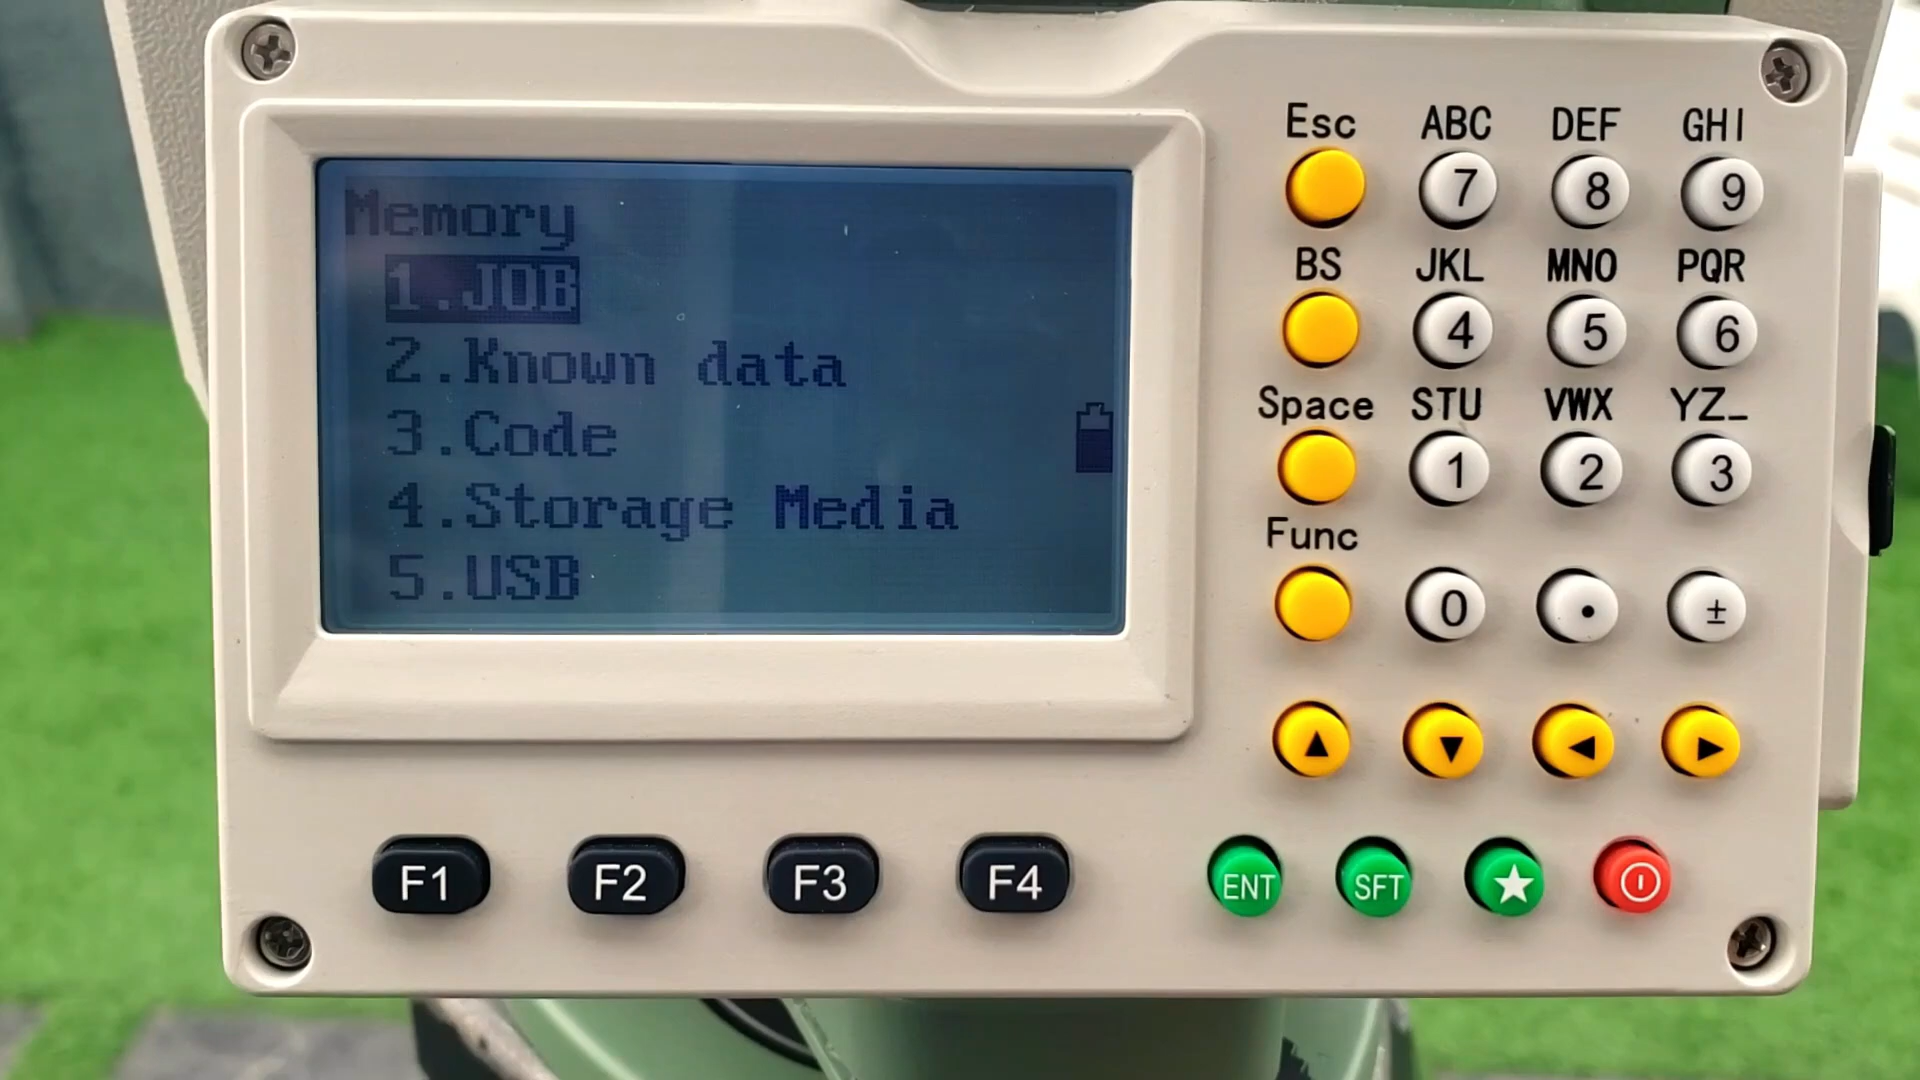 Memory
1.JOB
2.Known data
3.Code
4.Storage Media
5.USB
Esc ABC DEF GHI
7 8 9
BS JKL MNO PQR
4 5 6
Space STU VWX YZ_
1 2 3
Func
0 . ±
▲ ▼ ◀ ▶
F1 F2 F3 F4 ENT SFT ★